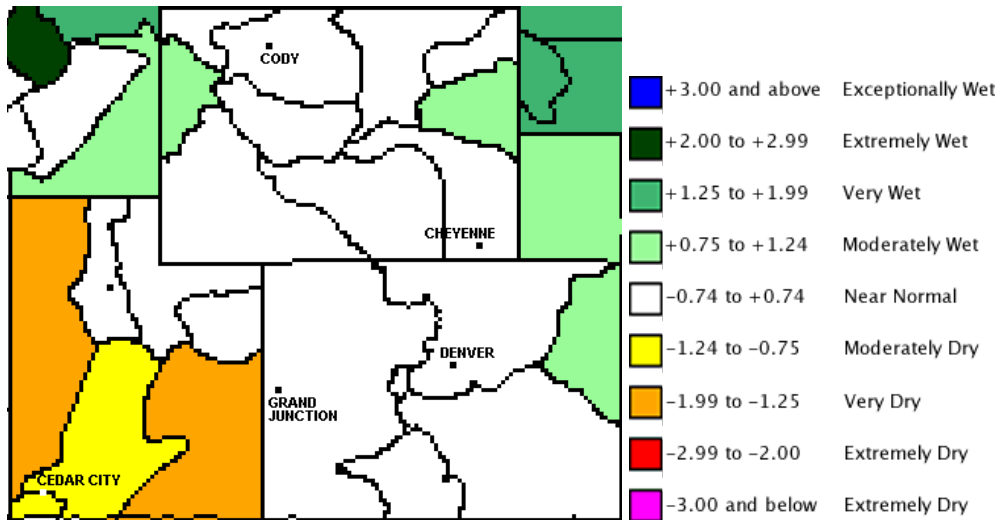 CODY
CHEYENNE
DENVER
GRAND
JUNCTION
CEDAR CITY
+3.00 and above Exceptionally Wet
+2.00 to +2.99 Extremely Wet
+1.25 to +1.99 Very Wet
+0.75 to +1.24 Moderately Wet
-0.74 to +0.74 Near Normal
-1.24 to -0.75 Moderately Dry
-1.99 to -1.25 Very Dry
-2.99 to -2.00 Extremely Dry
-3.00 and below Extremely Dry